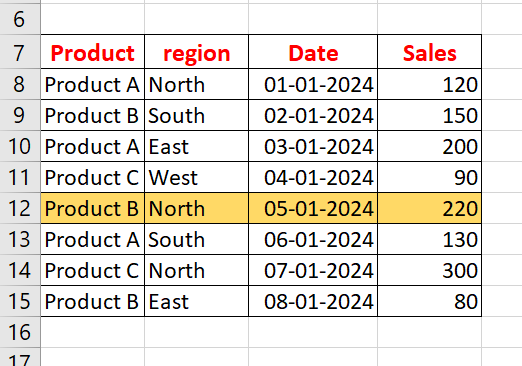 6
7 Product region Date Sales
8 Product A North 01-01-2024 120
9 Product B South 02-01-2024 150
10 Product A East 03-01-2024 200
11 Product C West 04-01-2024 90
12 Product B North 05-01-2024 220
13 Product A South 06-01-2024 130
14 Product C North 07-01-2024 300
15 Product B East 08-01-2024 80
16
17